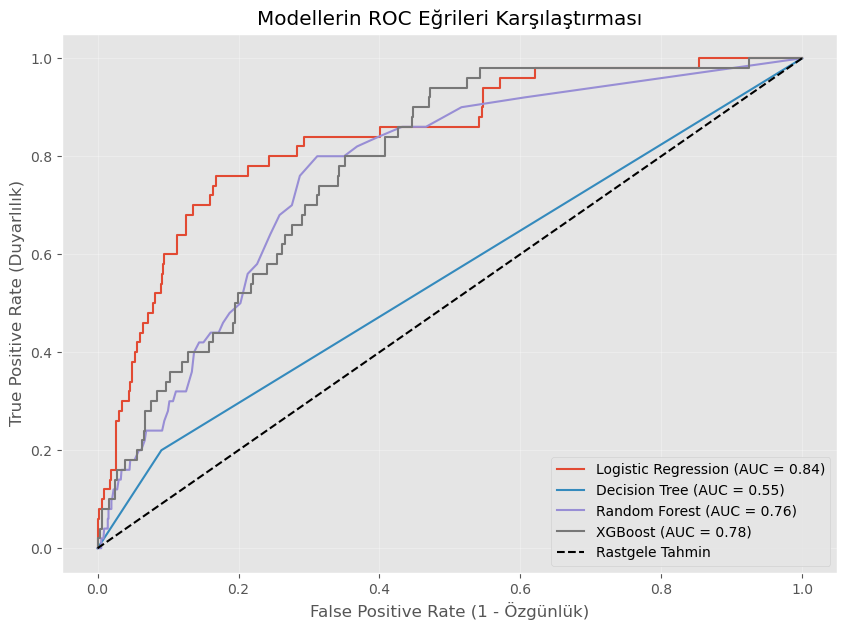 Modellerin ROC Eğrileri Karşılaştırması
True Positive Rate (Duyarlılık)
1.0
0.8
0.6
0.4
0.2
0.0
0.0 0.2 0.4 0.6 0.8 1.0
False Positive Rate (1 - Özgünlük)
Logistic Regression (AUC = 0.84)
Decision Tree (AUC = 0.55)
Random Forest (AUC = 0.76)
XGBoost (AUC = 0.78)
Rastgele Tahmin